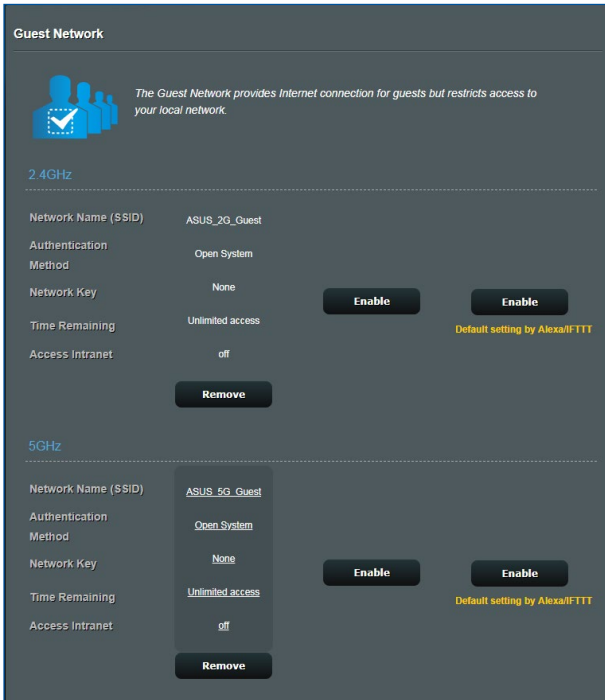 Guest Network
The Guest Network provides Internet connection for guests but restricts access to
your local network.
2.4GHz
Network Name (SSID) ASUS_2G_Guest
Authentication
Method Open System
Network Key None
Enable Enable
Time Remaining Unlimited access
Default setting by Alexa/IFTTT
Access Intranet off
Remove
5GHz
Network Name (SSID) ASUS_5G_Guest
Authentication
Method Open System
Network Key None
Enable Enable
Time Remaining Unlimited access
Default setting by Alexa/IFTTT
Access Intranet off
Remove